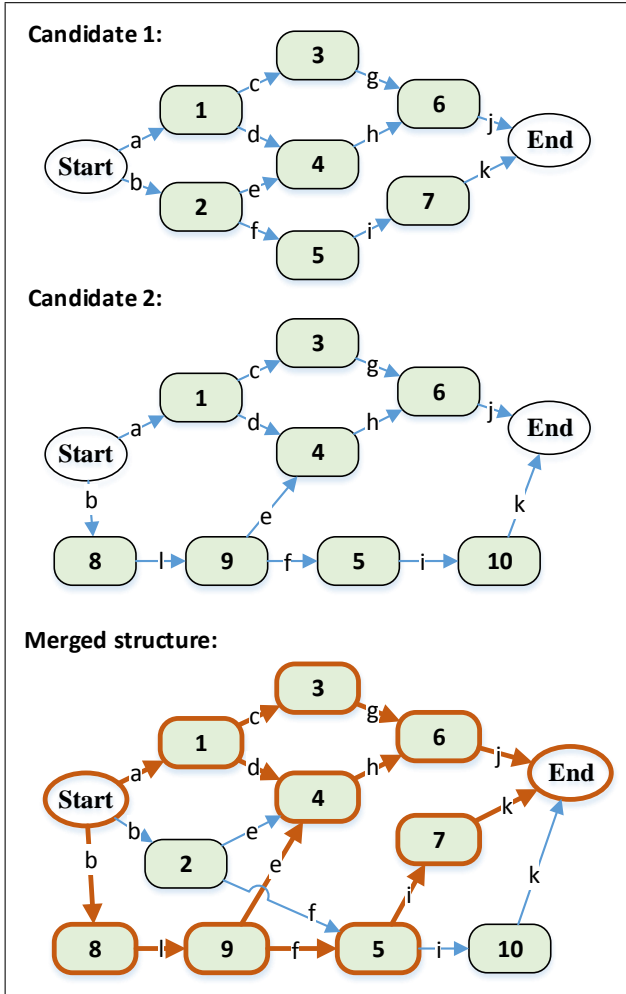 Candidate 1:
3
c
g
1
6
a
d
h
j
End
Start
4
b
e
k
2
7
f
i
5
Candidate 2:
3
c
g
1
6
a
d
h
j
Start
4
End
b
e
k
8
l
9
f
5
i
10
Merged structure:
3
c
g
1
6
a
d
h
j
End
Start
4
b
e
k
b
2
e
7
k
f
i
8
l
9
f
5
i
10